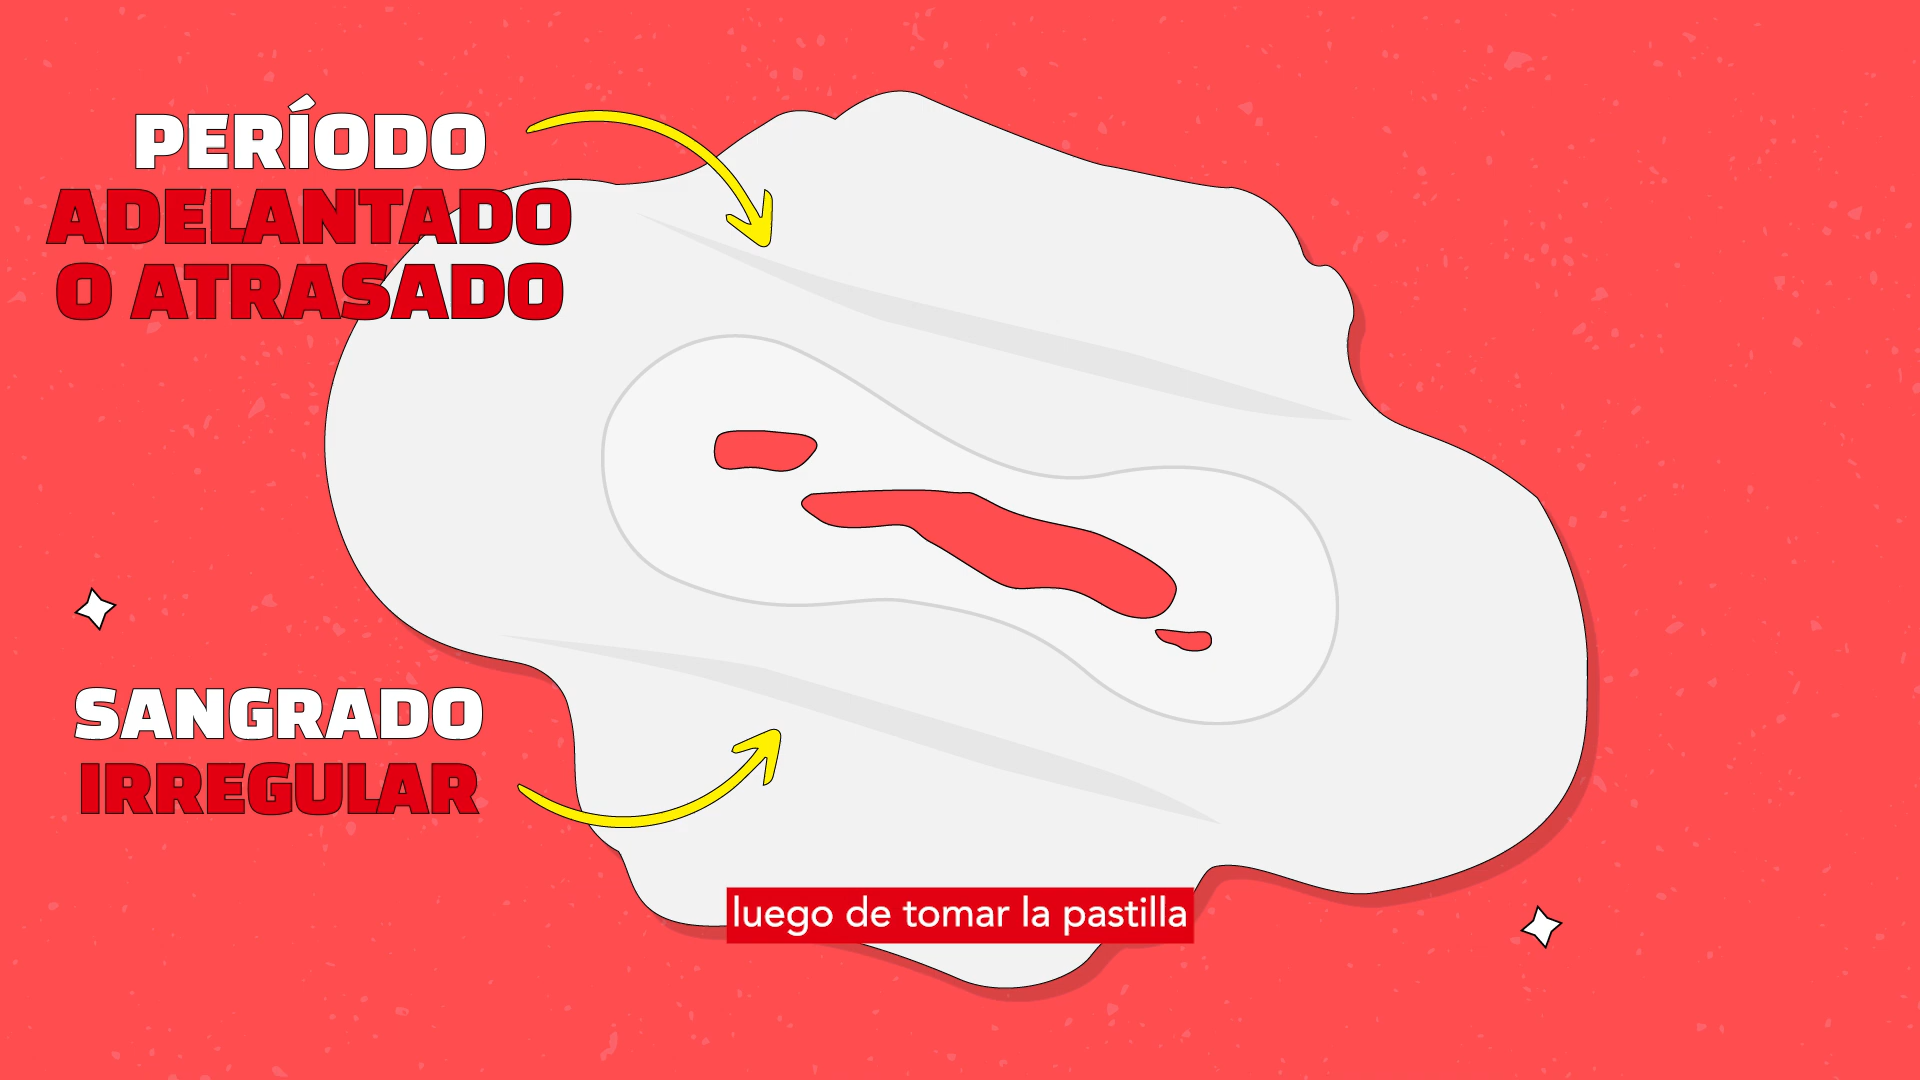 PERÍODO
ADELANTADO
O ATRASADO
SANGRADO
IRREGULAR
luego de tomar la pastilla